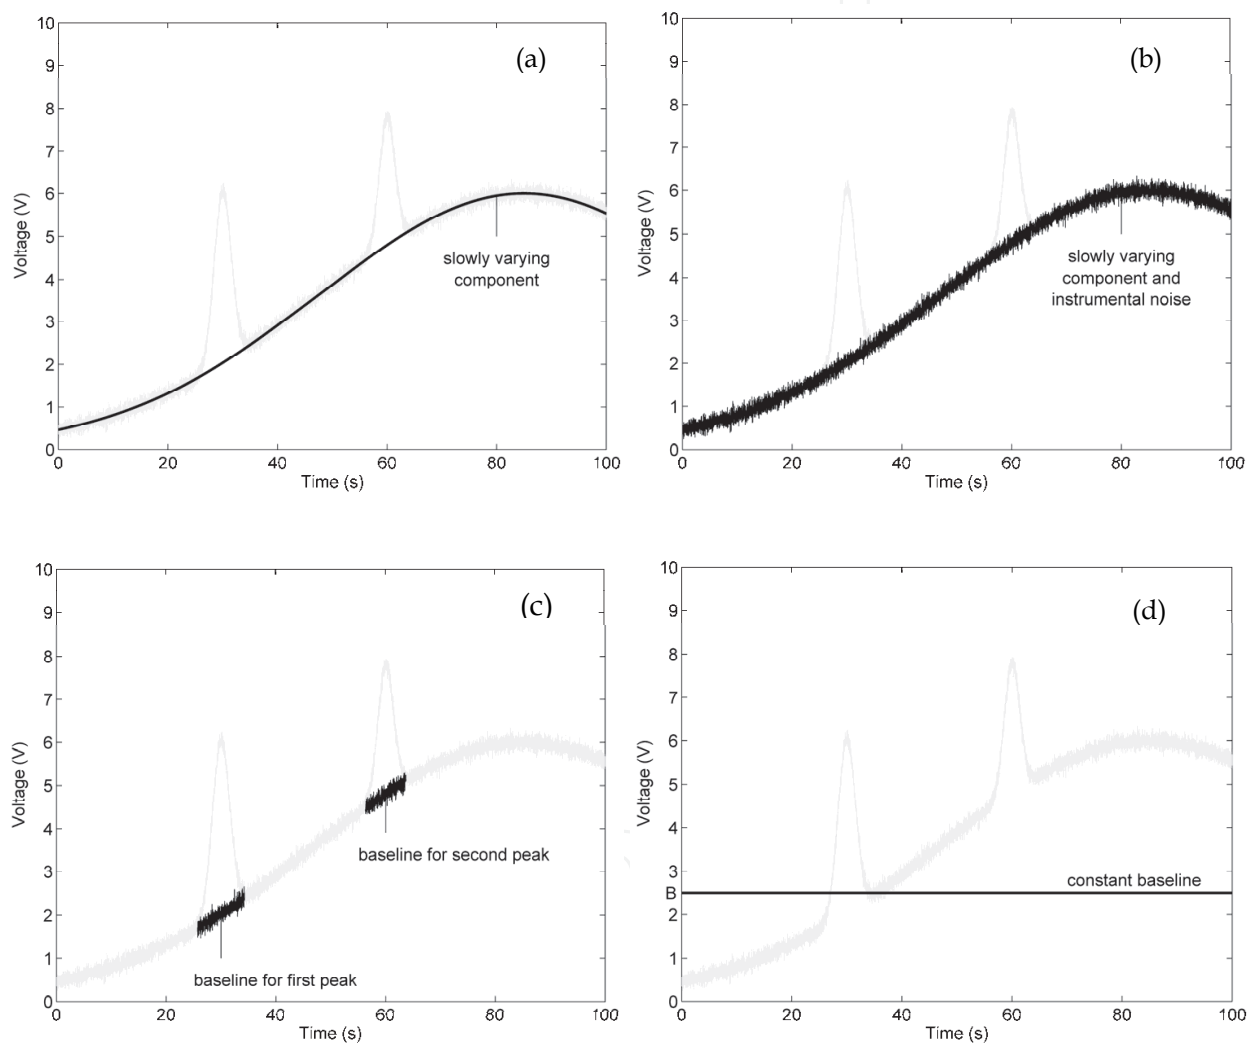 10
9
8
7
6
5
4
3
2
1
0
Voltage (V)
(a)
slowly varying
component
0 20 40 60 80 100
Time (s)
10
9
8
7
6
5
4
3
2
1
0
Voltage (V)
(b)
slowly varying
component and
instrumental noise
0 20 40 60 80 100
Time (s)
10
9
8
7
6
5
4
3
2
1
0
Voltage (V)
(c)
baseline for second peak
baseline for first peak
0 20 40 60 80 100
Time (s)
10
9
8
7
6
5
4
3
B
2
1
0
Voltage (V)
(d)
constant baseline
0 20 40 60 80 100
Time (s)